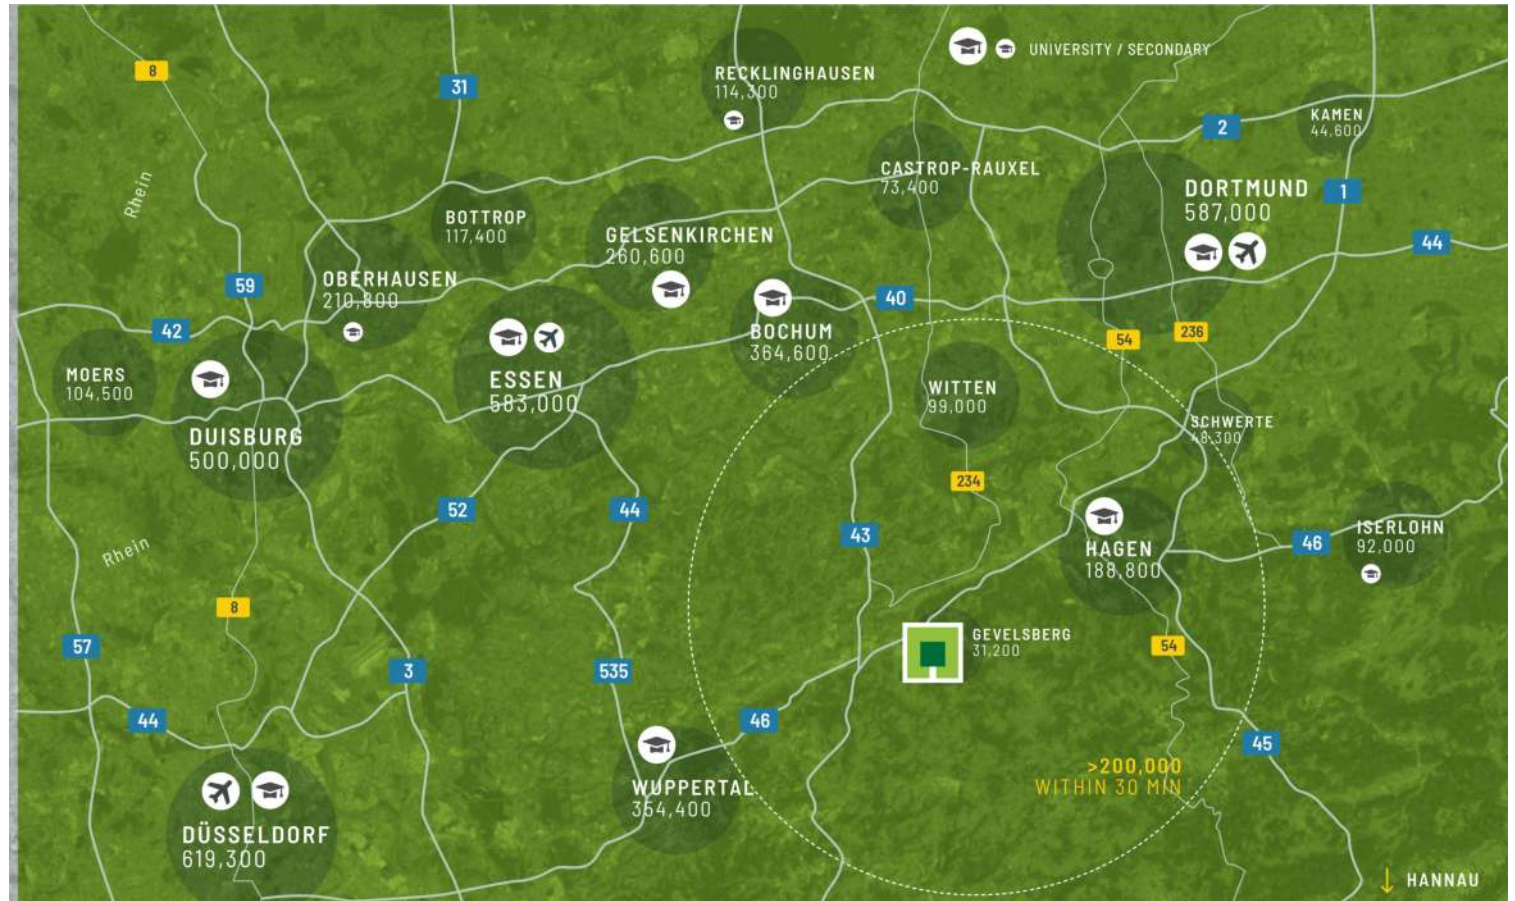 UNIVERSITY / SECONDARY
8
31
RECKLINGHAUSEN
114,300
2
KAMEN
44,600
Rhein
CASTROP-RAUXEL
73,400
DORTMUND
587,000
1
BOTTROP
117,400
GELSENKIRCHEN
260,600
44
OBERHAUSEN
210,800
59
40
42
BOCHUM
364,600
54
236
MOERS
104,500
ESSEN
583,000
WITTEN
99,000
SCHWERTE
48,300
DUISBURG
500,000
234
52
44
43
HAGEN
188,800
46
ISERLOHN
92,000
Rhein
8
57
3
535
GEVELSBERG
31,200
54
44
46
45
WUPPERTAL
354,400
>200,000
WITHIN 30 MIN
DÜSSELDORF
619,300
HANNAU